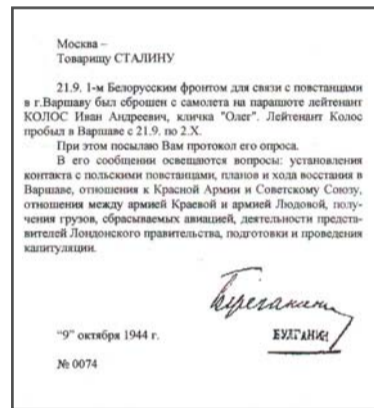 Москва –
Товарищу СТАЛИНУ
21.9. 1-м Белорусским фронтом для связи с повстанцами
в г.Варшаву был сброшен с самолета на парашюте лейтенант
КОЛОС Иван Андреевич, кличка "Олег". Лейтенант Колос
пробыл в Варшаве с 21.9. по 2.X.
При этом посылаю Вам протокол его опроса.
В его сообщении освещаются вопросы: установления
контакта с польскими повстанцами, планов и хода восстания в
Варшаве, отношения к Красной Армии и Советскому Союзу,
отношения между армией Краевой и армией Людовой, полу-
чения грузов, сбрасываемых авиацией, деятельности предста-
вителей Лондонского правительства, подготовки и проведения
капитуляции.
БУЛГАНИН
"9" октября 1944 г.
№ 0074